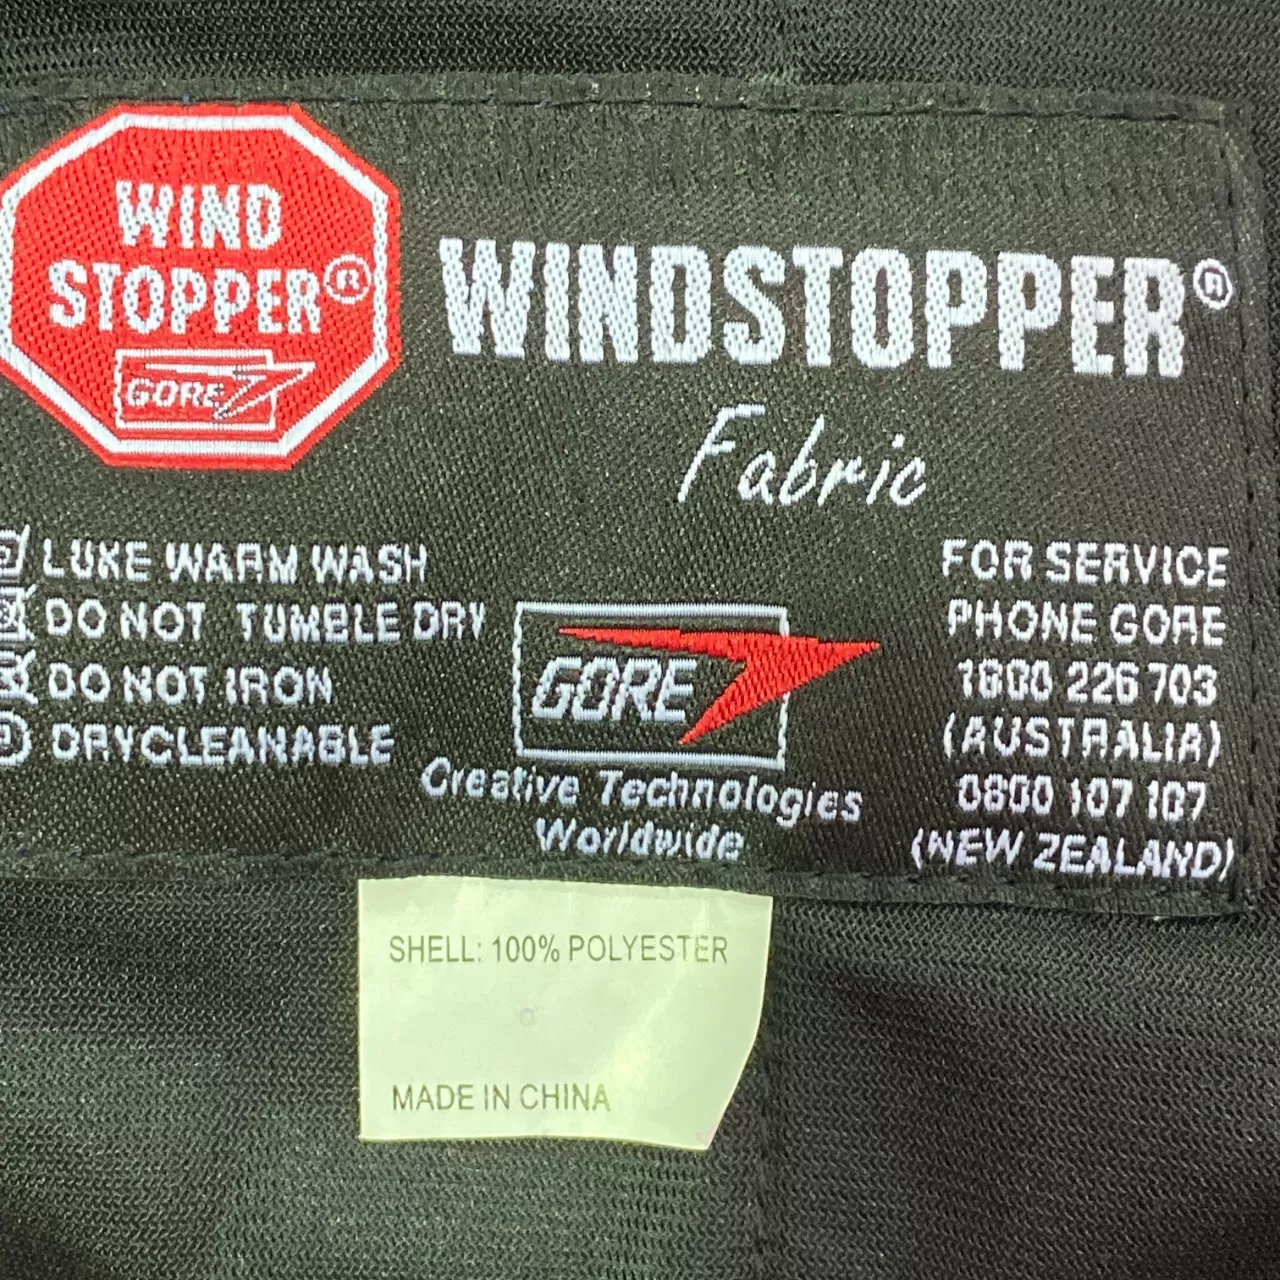 WIND
STOPPER®
GORE
WINDSTOPPER®
Fabric
LUKE WARM WASH
DO NOT TUMBLE DRY
DO NOT IRON
DRYCLEANABLE
GORE
Creative Technologies
Worldwide
FOR SERVICE
PHONE GORE
1800 226 703
(AUSTRALIA)
0800 107 107
(NEW ZEALAND)
SHELL: 100% POLYESTER
MADE IN CHINA